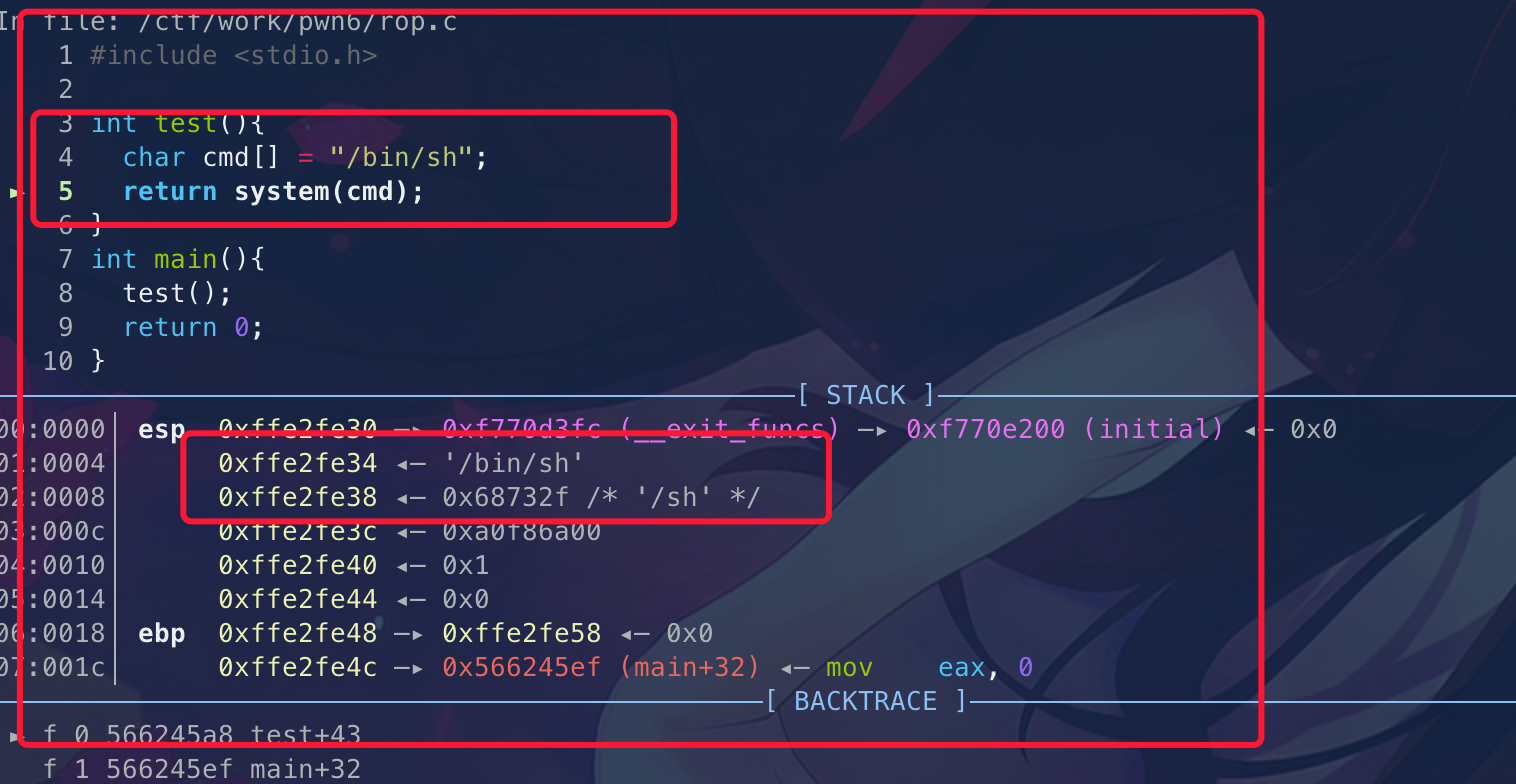 In file: /ctf/work/pwn6/rop.c
1 #include <stdio.h>
2
3 int test(){
4 char cmd[] = "/bin/sh";
► 5 return system(cmd);
6 }
7 int main(){
8 test();
9 return 0;
10 }
[ STACK ]
00:0000│ esp 0xffe2fe30 —▸ 0xf770d3fc (__exit_funcs) —▸ 0xf770e200 (initial) ◂— 0x0
01:0004│ 0xffe2fe34 ◂— '/bin/sh'
02:0008│ 0xffe2fe38 ◂— 0x68732f /* '/sh' */
03:000c│ 0xffe2fe3c ◂— 0xa0f86a00
04:0010│ 0xffe2fe40 ◂— 0x1
05:0014│ 0xffe2fe44 ◂— 0x0
06:0018│ ebp 0xffe2fe48 —▸ 0xffe2fe58 ◂— 0x0
07:001c│ 0xffe2fe4c —▸ 0x566245ef (main+32) ◂— mov eax, 0
[ BACKTRACE ]
► f 0 566245a8 test+43
f 1 566245ef main+32